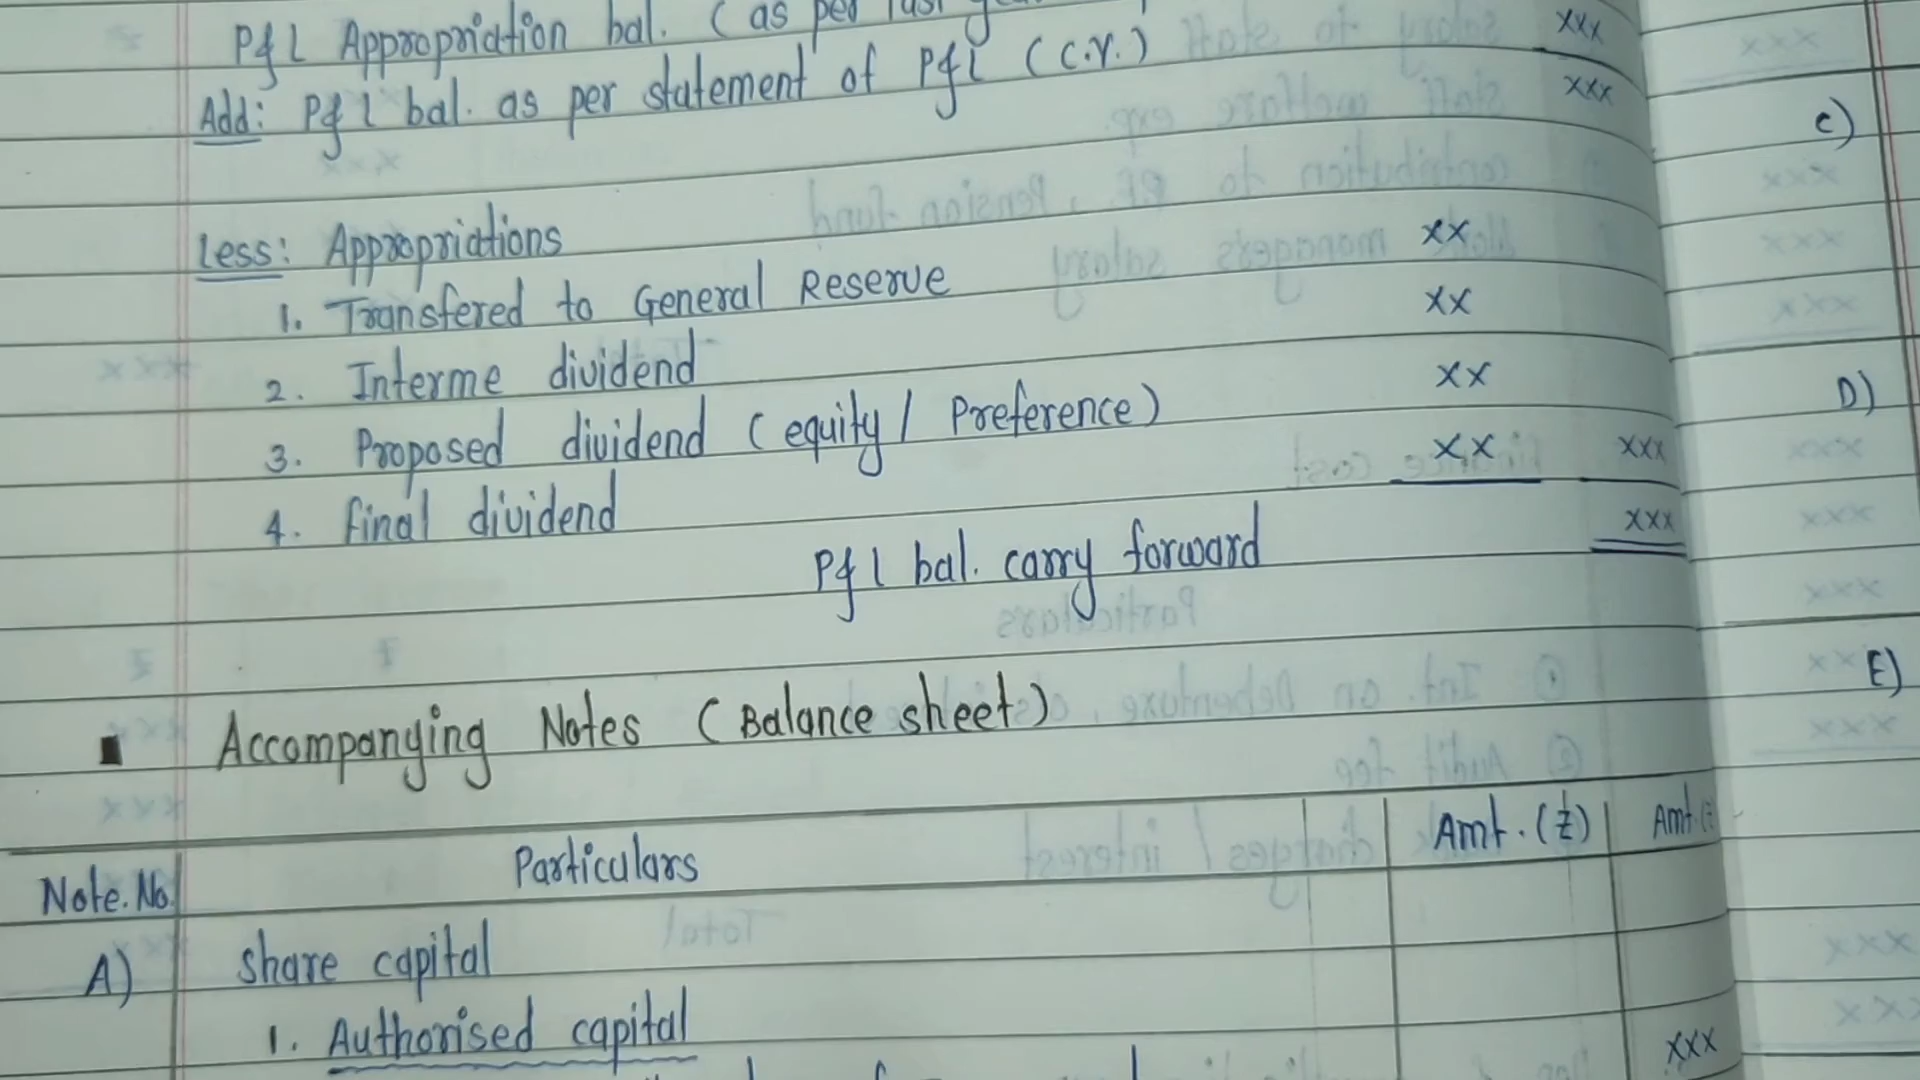 P&L Appropriation bal. (as per last xxx
Add: P&L bal. as per statement of P&L (C.Y.) xxx
Less: Appropriations
1. Transfered to General Reserve xx
2. Interme dividend xx
3. Proposed dividend (equity / Preference) xx
4. Final dividend xx xxx
P&L bal. carry forward xxx
Accompanying Notes (Balance sheet)
Note. No. Particulars Amt. (₹) Amt. (₹
A) Share capital
1. Authorised capital
xxx
C)
D)
E)